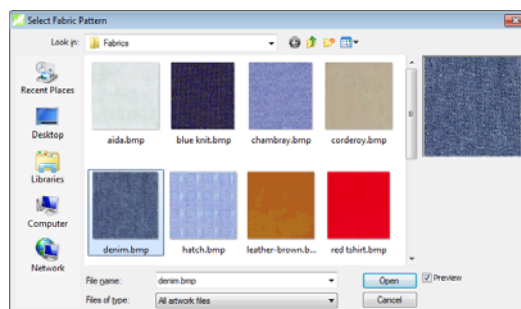 Select Fabric Pattern
Look in: Fabrics
Recent Places
Desktop
Libraries
Computer
Network
aida.bmp blue knit.bmp chambray.bmp corderoy.bmp
denim.bmp hatch.bmp leather-brown.b... red tshirt.bmp
File name: denim.bmp Open Preview
Files of type: All artwork files Cancel